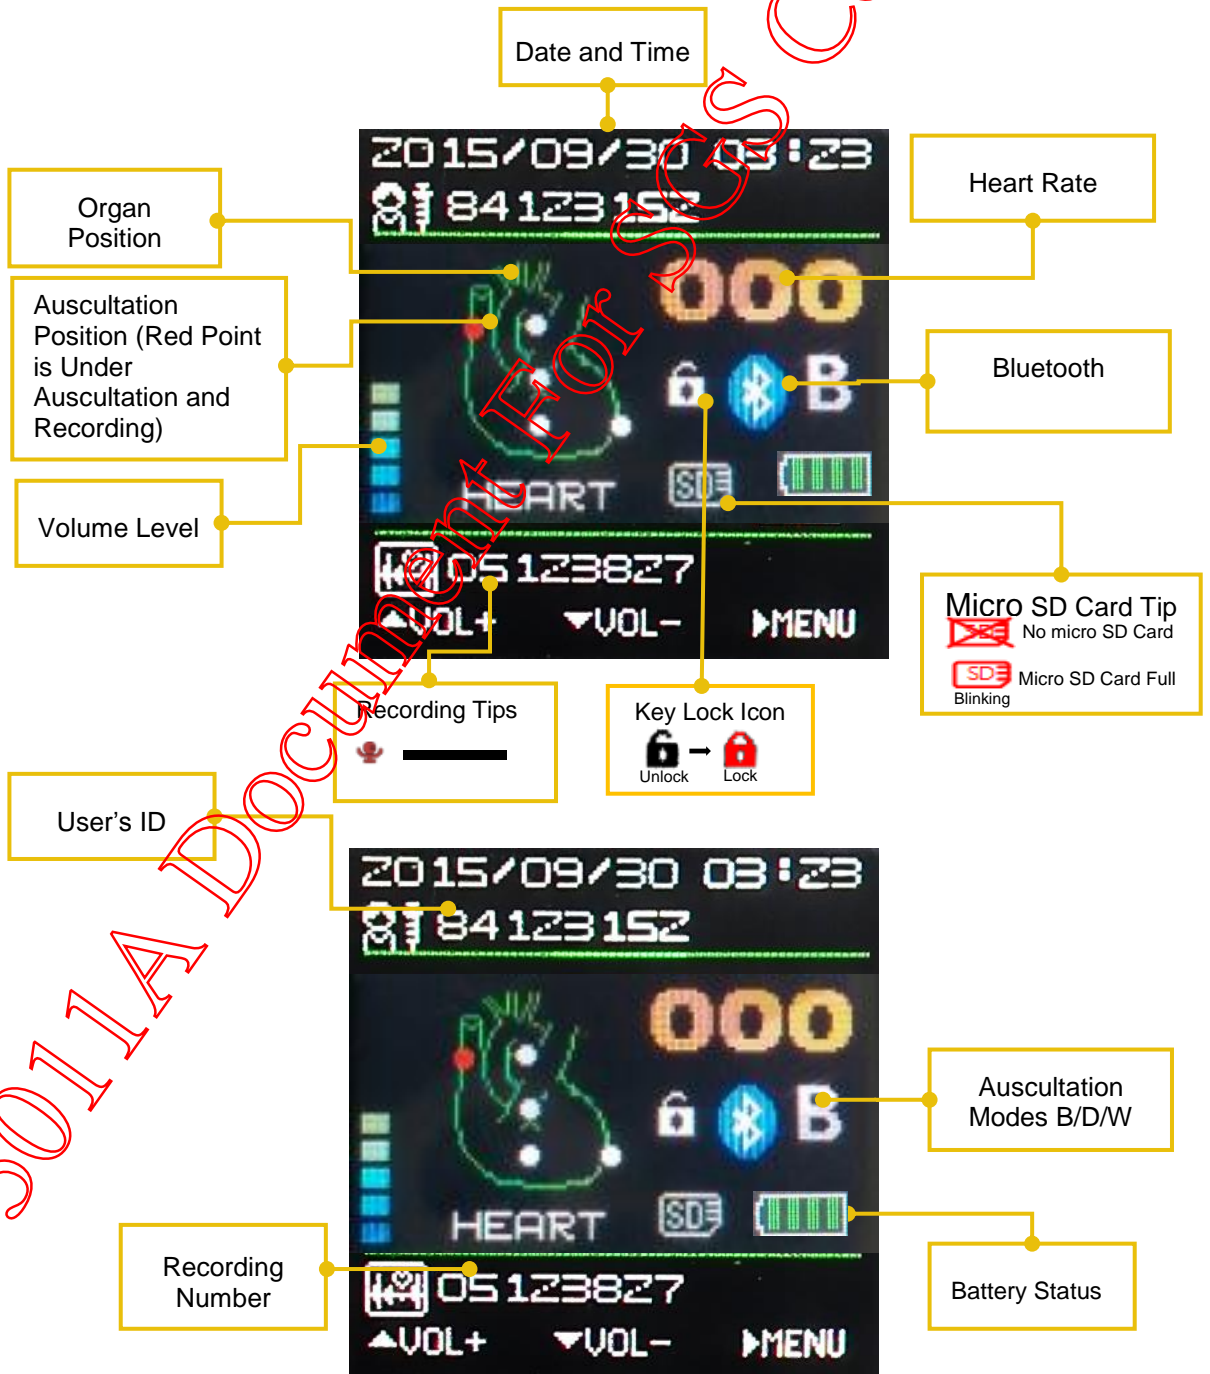 Date and Time
2015/09/30 03:23
84123152
Organ
Position
Heart Rate
000
Auscultation
Position (Red Point
is Under
Auscultation and
Recording)
Bluetooth
B
SD
HEART
Volume Level
05123827
▲VOL+ ▼VOL- ▶MENU
Micro SD Card Tip
SD No micro SD Card
SD Micro SD Card Full
Blinking
Recording Tips
Key Lock Icon
Unlock Lock
User's ID
2015/09/30 03:23
84123152
000
B
Auscultation
Modes B/D/W
SD
HEART
Recording
Number
05123827
▲VOL+ ▼VOL- ▶MENU
Battery Status
5011A Document For SGS